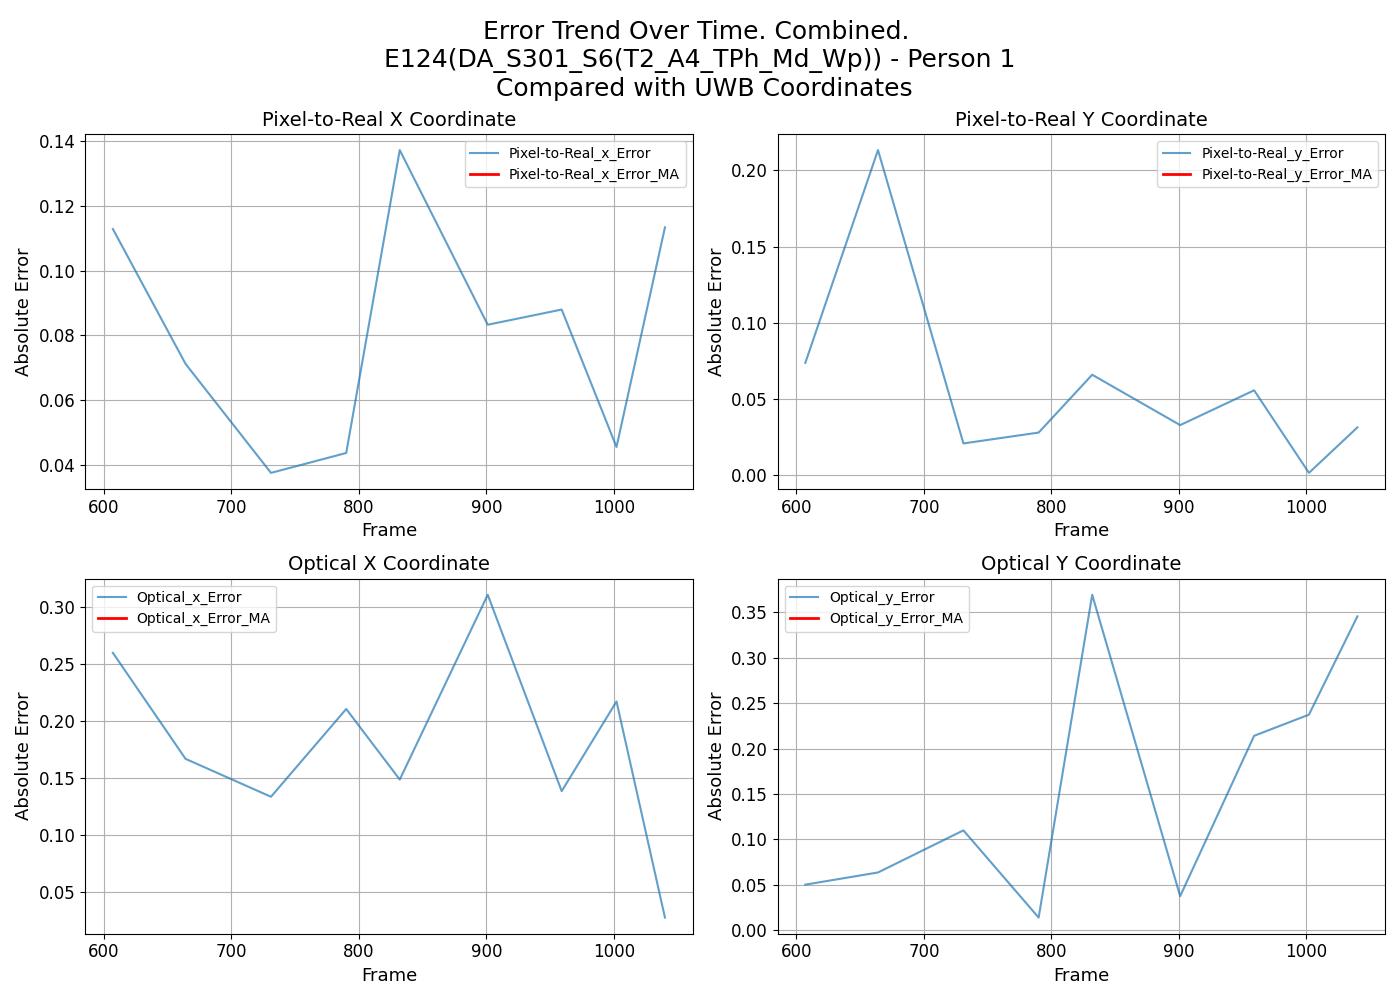 Error Trend Over Time. Combined.
E124(DA_S301_S6(T2_A4_TPh_Md_Wp)) - Person 1
Compared with UWB Coordinates
Pixel-to-Real X Coordinate
Pixel-to-Real_x_Error
Pixel-to-Real_x_Error_MA
Absolute Error
0.14
0.12
0.10
0.08
0.06
0.04
600 700 800 900 1000
Frame
Pixel-to-Real Y Coordinate
Pixel-to-Real_y_Error
Pixel-to-Real_y_Error_MA
Absolute Error
0.20
0.15
0.10
0.05
0.00
600 700 800 900 1000
Frame
Optical X Coordinate
Optical_x_Error
Optical_x_Error_MA
Absolute Error
0.30
0.25
0.20
0.15
0.10
0.05
600 700 800 900 1000
Frame
Optical Y Coordinate
Optical_y_Error
Optical_y_Error_MA
Absolute Error
0.35
0.30
0.25
0.20
0.15
0.10
0.05
0.00
600 700 800 900 1000
Frame